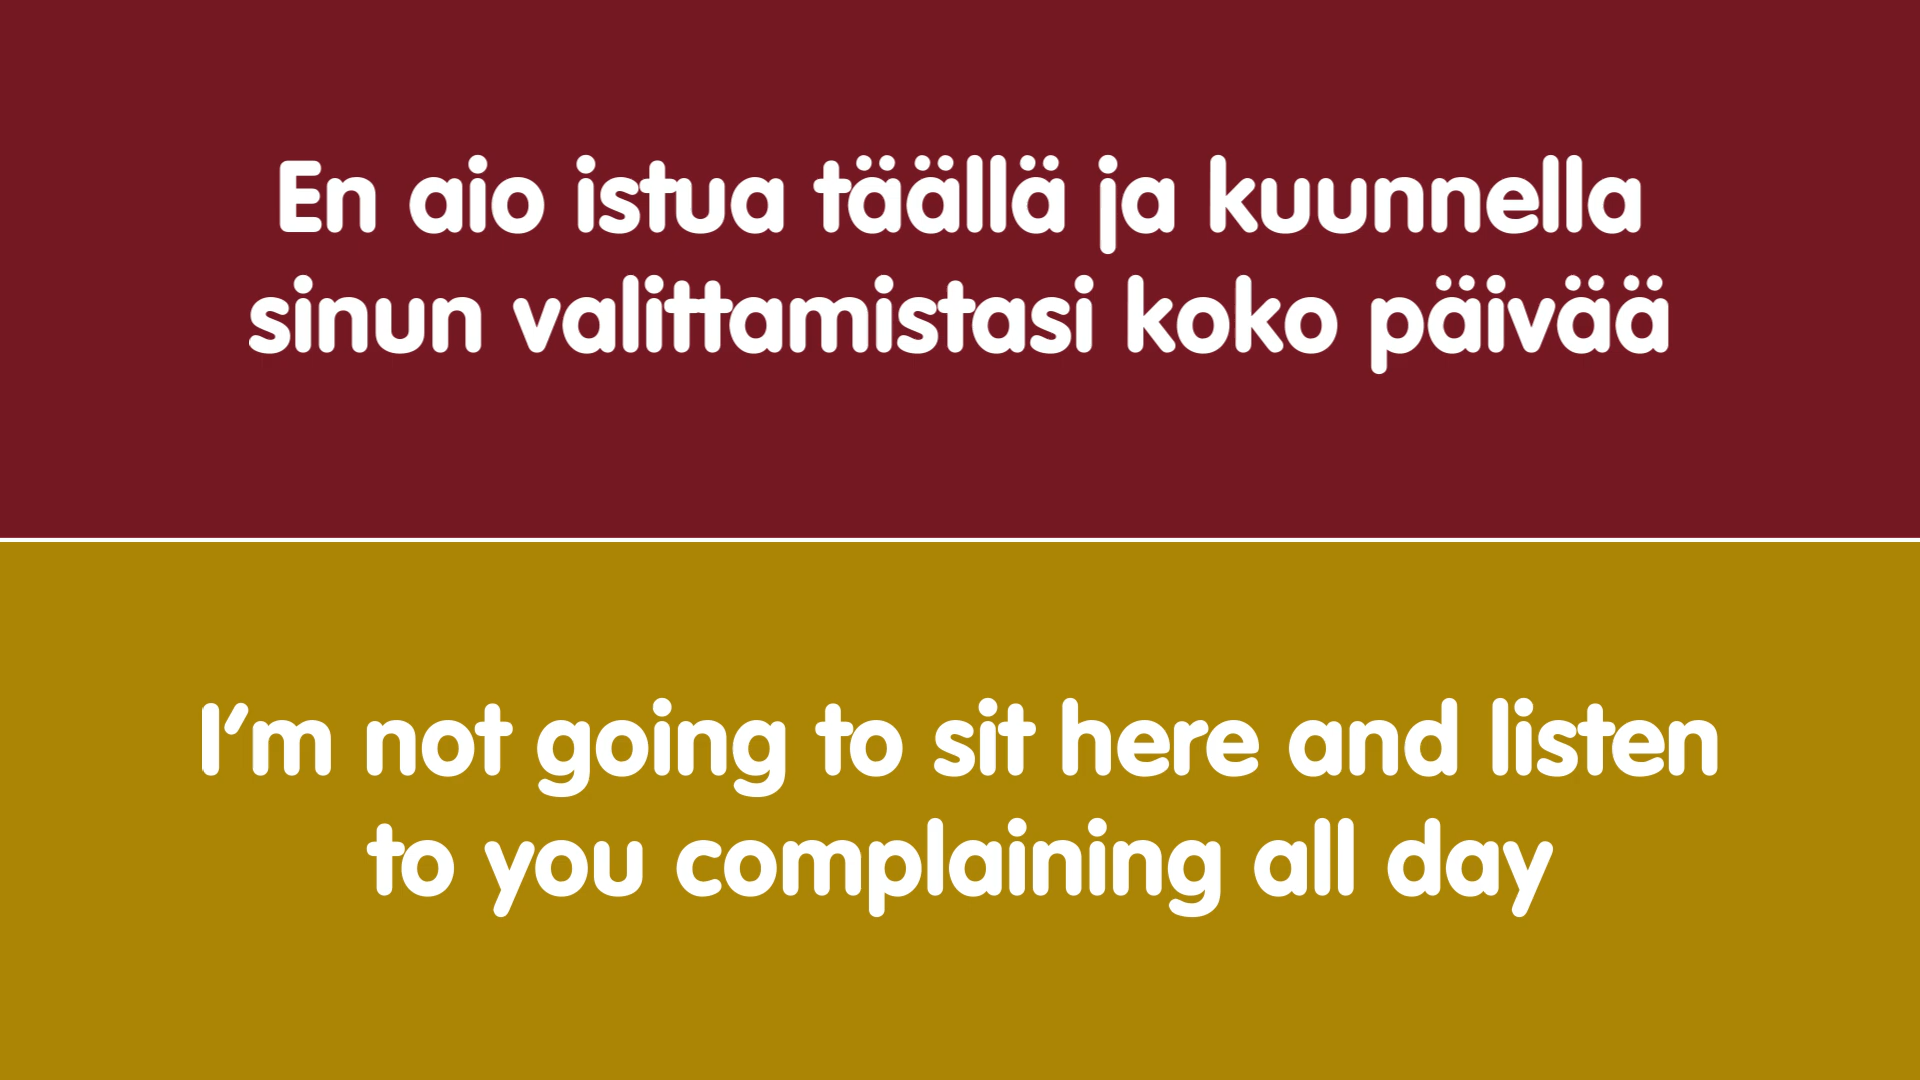 En aio istua täällä ja kuunnella
sinun valittamistasi koko päivää
I'm not going to sit here and listen
to you complaining all day